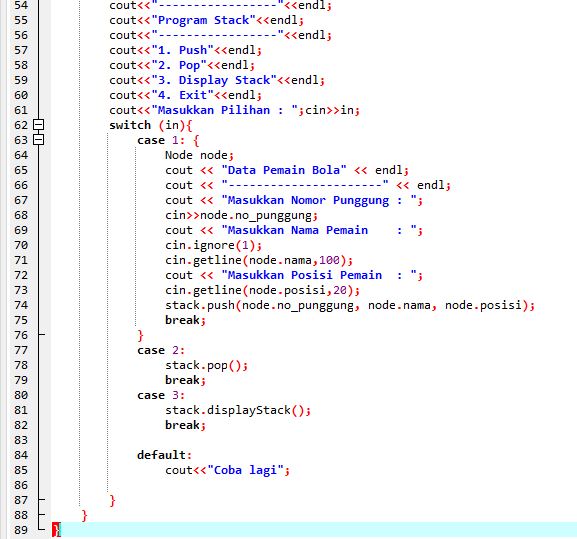 54 cout<<"-----------------"<<endl;
55 cout<<"Program Stack"<<endl;
56 cout<<"-----------------"<<endl;
57 cout<<"1. Push"<<endl;
58 cout<<"2. Pop"<<endl;
59 cout<<"3. Display Stack"<<endl;
60 cout<<"4. Exit"<<endl;
61 cout<<"Masukkan Pilihan : ";cin>>in;
62 switch (in){
63 case 1: {
64 Node node;
65 cout << "Data Pemain Bola" << endl;
66 cout << "----------------------" << endl;
67 cout << "Masukkan Nomor Punggung : ";
68 cin>>node.no_punggung;
69 cout << "Masukkan Nama Pemain    : ";
70 cin.ignore(1);
71 cin.getline(node.nama,100);
72 cout << "Masukkan Posisi Pemain  : ";
73 cin.getline(node.posisi,20);
74 stack.push(node.no_punggung, node.nama, node.posisi);
75 break;
76 }
77 case 2:
78 stack.pop();
79 break;
80 case 3:
81 stack.displayStack();
82 break;
83
84 default:
85 cout<<"Coba lagi";
86
87 }
88 }
89 }